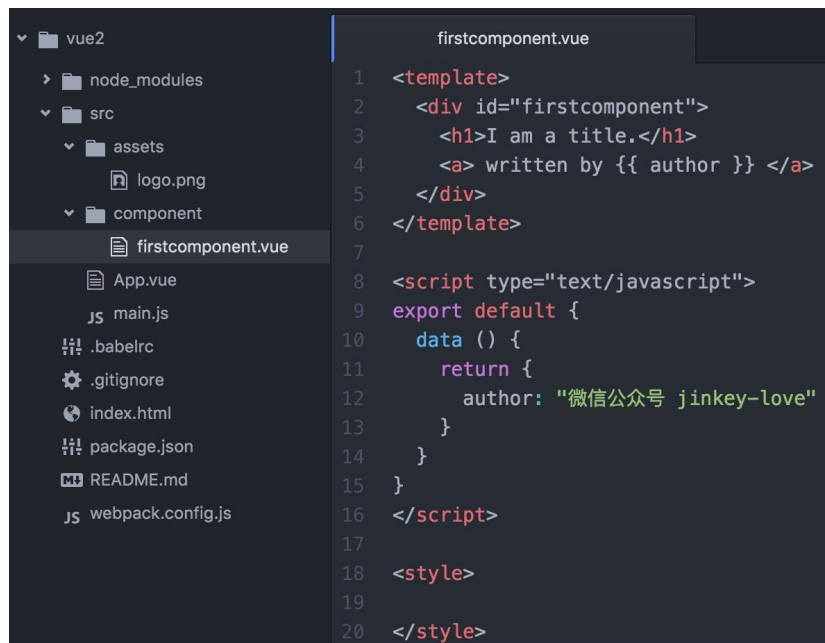 vue2
node_modules
src
assets
logo.png
component
firstcomponent.vue
App.vue
JS main.js
.babelrc
.gitignore
index.html
package.json
M README.md
JS webpack.config.js
firstcomponent.vue
1 <template>
2   <div id="firstcomponent">
3     <h1>I am a title.</h1>
4     <a> written by {{ author }} </a>
5   </div>
6 </template>
7
8 <script type="text/javascript">
9 export default {
10   data () {
11     return {
12       author: "微信公众号 jinkey-love"
13     }
14   }
15 }
16 </script>
17
18 <style>
19
20 </style>